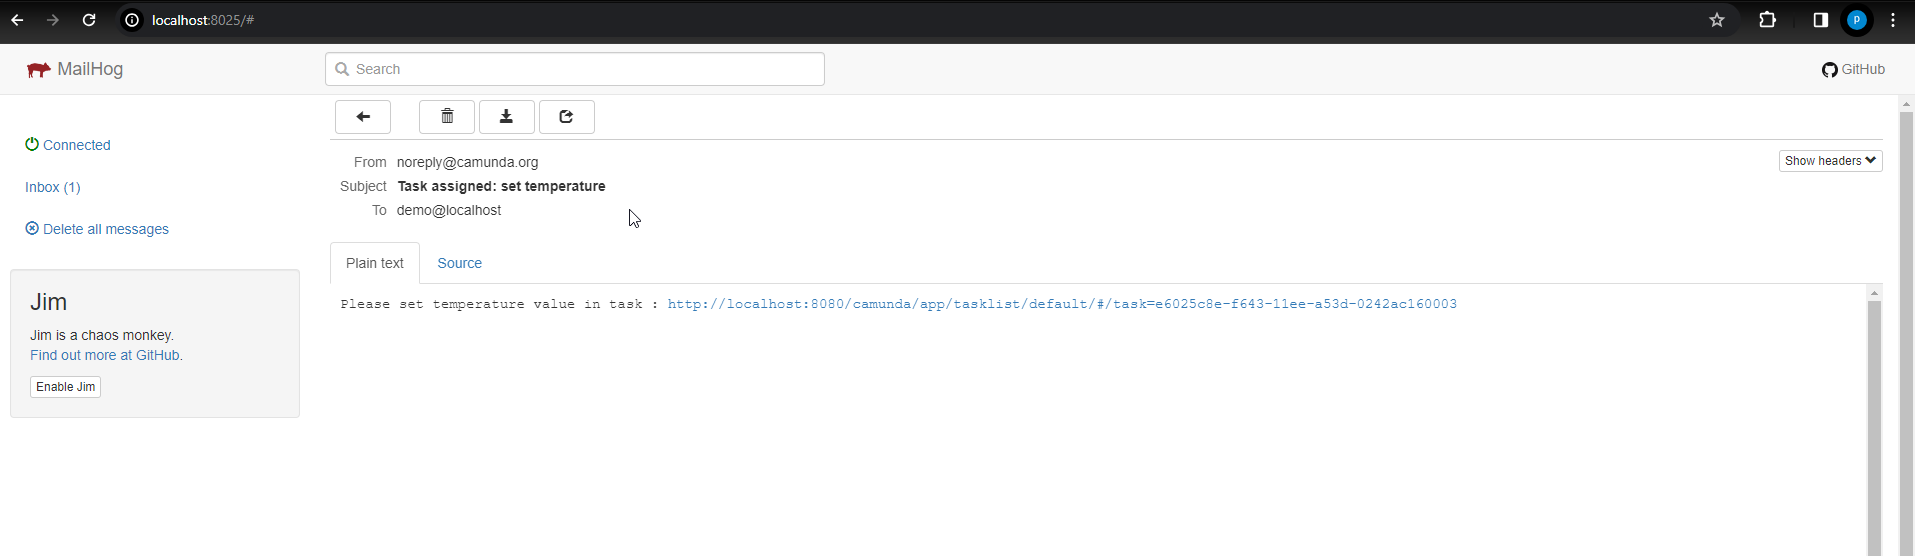 localhost:8025/#
p
MailHog
Search
GitHub
Connected
Inbox (1)
Delete all messages
Jim
Jim is a chaos monkey.
Find out more at GitHub.
Enable Jim
From noreply@camunda.org
Show headers
Subject Task assigned: set temperature
To demo@localhost
Plain text Source
Please set temperature value in task : http://localhost:8080/camunda/app/tasklist/default/#/task=e6025c8e-f643-11ee-a53d-0242ac160003